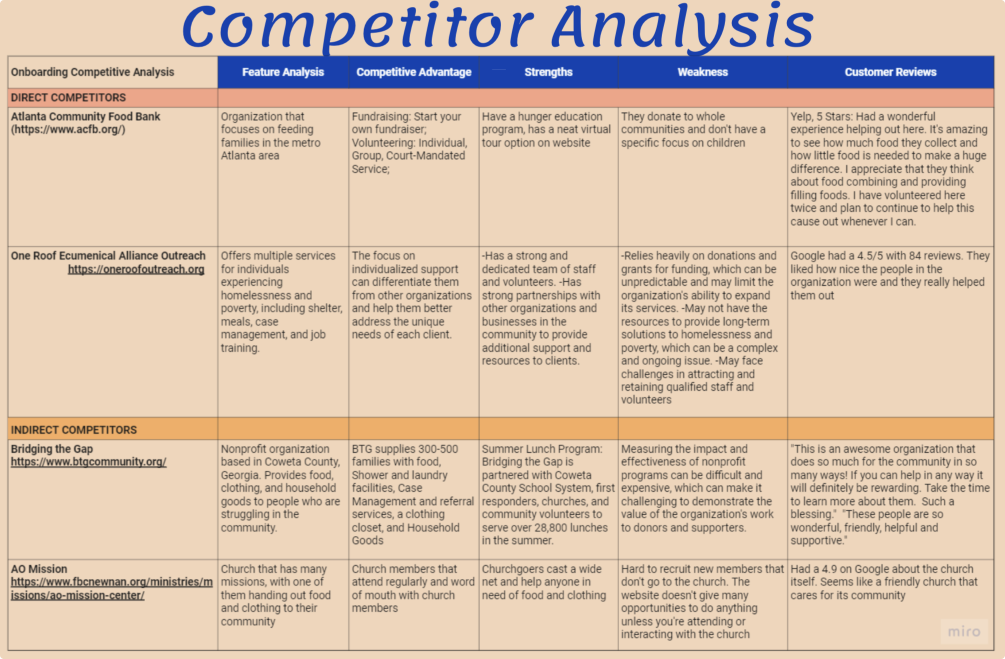 Competitor Analysis
Onboarding Competitive Analysis
Feature Analysis
Competitive Advantage
Strengths
Weakness
Customer Reviews
DIRECT COMPETITORS
Atlanta Community Food Bank
(https://www.acfb.org/)
Organization that
focuses on feeding
families in the metro
Atlanta area
Fundraising: Start your
own fundraiser;
Volunteering: Individual,
Group, Court-Mandated
Service;
Have a hunger education
program, has a neat virtual
tour option on website
They donate to whole
communities and don't have a
specific focus on children
Yelp, 5 Stars: Had a wonderful
experience helping out here. It's amazing
to see how much food they collect and
how little food is needed to make a huge
difference. I appreciate that they think
about food combining and providing
filling foods. I have volunteered here
twice and plan to continue to help this
cause out whenever I can.
One Roof Ecumenical Alliance Outreach
https://oneroofoutreach.org
Offers multiple services
for individuals
experiencing
homelessness and
poverty, including shelter,
meals, case
management, and job
training.
The focus on
individualized support
can differentiate them
from other organizations
and help them better
address the unique
needs of each client.
-Has a strong and
dedicated team of staff
and volunteers. -Has
strong partnerships with
other organizations and
businesses in the
community to provide
additional support and
resources to clients.
-Relies heavily on donations and
grants for funding, which can be
unpredictable and may limit the
organization's ability to expand
its services. -May not have the
resources to provide long-term
solutions to homelessness and
poverty, which can be a complex
and ongoing issue. -May face
challenges in attracting and
retaining qualified staff and
volunteers
Google had a 4.5/5 with 84 reviews. They
liked how nice the people in the
organization were and they really helped
them out
INDIRECT COMPETITORS
Bridging the Gap
https://www.btgcommunity.org/
Nonprofit organization
based in Coweta County,
Georgia. Provides food,
clothing, and household
goods to people who are
struggling in the
community.
BTG supplies 300-500
families with food,
Shower and laundry
facilities, Case
Management and referral
services, a clothing
closet, and Household
Goods
Summer Lunch Program:
Bridging the Gap is
partnered with Coweta
County School System, first
responders, churches, and
community volunteers to
serve over 28,800 lunches
in the summer.
Measuring the impact and
effectiveness of nonprofit
programs can be difficult and
expensive, which can make it
challenging to demonstrate the
value of the organization's work
to donors and supporters.
"This is an awesome organization that
does so much for the community in so
many ways! If you can help in any way it
will definitely be rewarding. Take the time
to learn more about them. Such a
blessing." "These people are so
wonderful, friendly, helpful and
supportive."
AO Mission
https://www.fbcnewnan.org/ministries/m
issions/ao-mission-center/
Church that has many
missions, with one of
them handing out food
and clothing to their
community
Church members that
attend regularly and word
of mouth with church
members
Churchgoers cast a wide
net and help anyone in
need of food and clothing
Hard to recruit new members that
don't go to the church. The
website doesn't give many
opportunities to do anything
unless you're attending or
interacting with the church
Had a 4.9 on Google about the church
itself. Seems like a friendly church that
cares for its community
miro